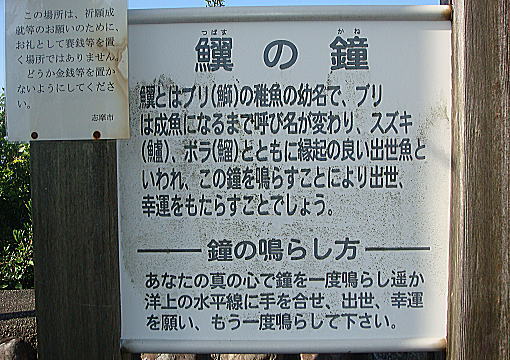 この場所は、祈願成
就等のお願いのために、
お礼として賽銭等を置
く場所ではありません。
どうか金銭等を置か
ないようにしてくださ
い。
志摩市
つばす かね
鰚の鐘
とはブリ(鰤)の稚魚の幼名で、ブリ
は成魚になるまで呼び名が変わり、スズキ
(鱸)、ボラ(鯔)とともに縁起の良い出世魚と
いわれ、この鐘を鳴らすことにより出世、
幸運をもたらすことでしょう。
鐘の鳴らし方
あなたの真の心で鐘を一度鳴らし遥か
洋上の水平線に手を合せ、出世、幸運
を願い、もう一度鳴らして下さい。